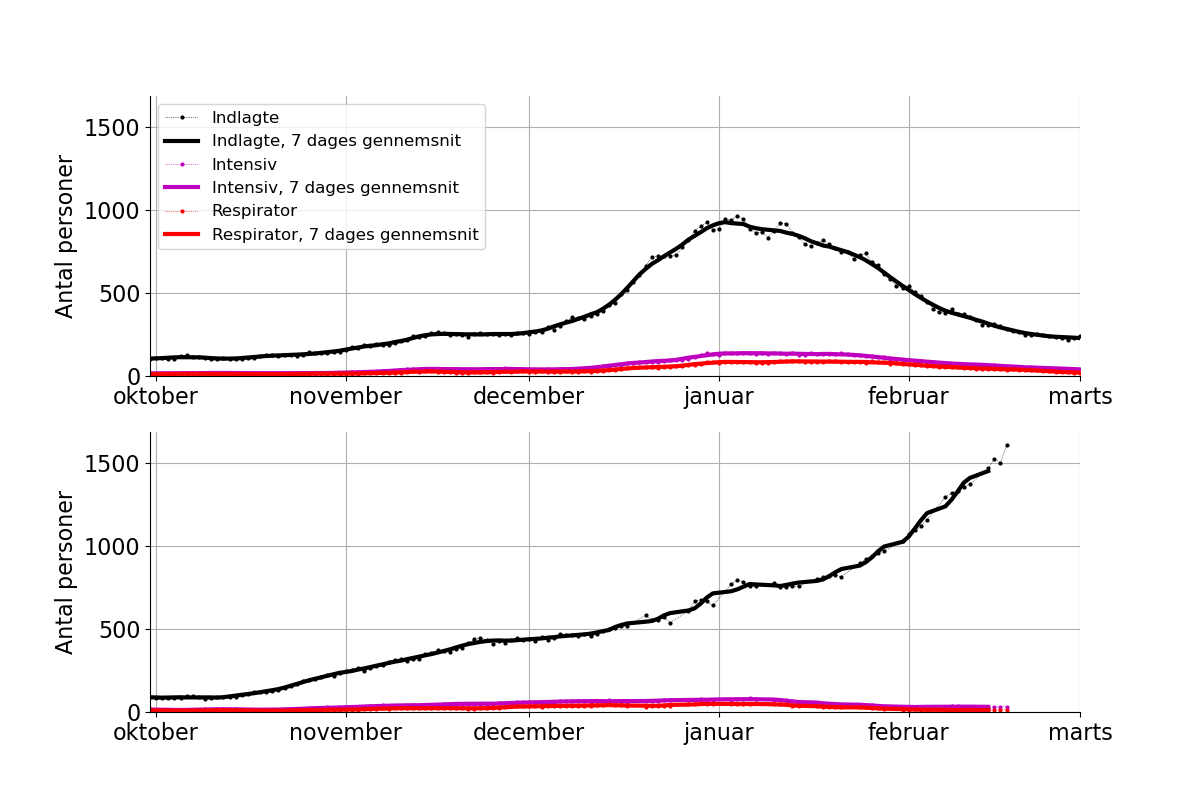 Antal personer
1500
1000
500
0
Indlagte
Indlagte, 7 dages gennemsnit
Intensiv
Intensiv, 7 dages gennemsnit
Respirator
Respirator, 7 dages gennemsnit
oktober november december januar februar marts
Antal personer
1500
1000
500
0
oktober november december januar februar marts